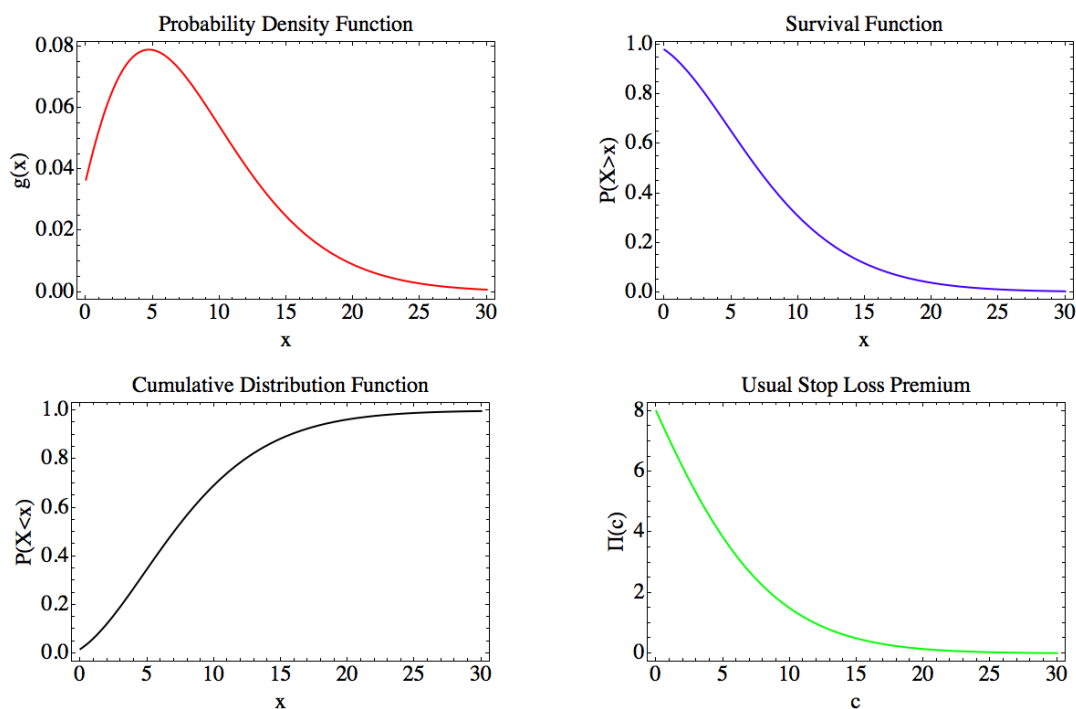 Probability Density Function
0.08
0.06
0.04
0.02
0.00
g(x)
0 5 10 15 20 25 30
x
Survival Function
1.0
0.8
0.6
0.4
0.2
0.0
P(X>x)
0 5 10 15 20 25 30
x
Cumulative Distribution Function
1.0
0.8
0.6
0.4
0.2
0.0
P(X<x)
0 5 10 15 20 25 30
x
Usual Stop Loss Premium
8
6
4
2
0
Π(c)
0 5 10 15 20 25 30
c